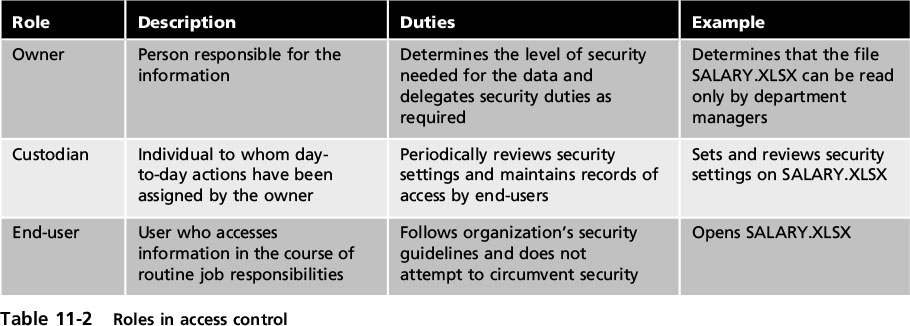 Role Description Duties Example
Owner Person responsible for the Determines the level of security Determines that the file
information needed for the data and SALARY.XLSX can be read
delegates security duties as only by department
required managers
Custodian Individual to whom day- Periodically reviews security Sets and reviews security
to-day actions have been settings and maintains records of settings on SALARY.XLSX
assigned by the owner access by end-users
End-user User who accesses Follows organization's security Opens SALARY.XLSX
information in the course of guidelines and does not
routine job responsibilities attempt to circumvent security
Table 11-2 Roles in access control